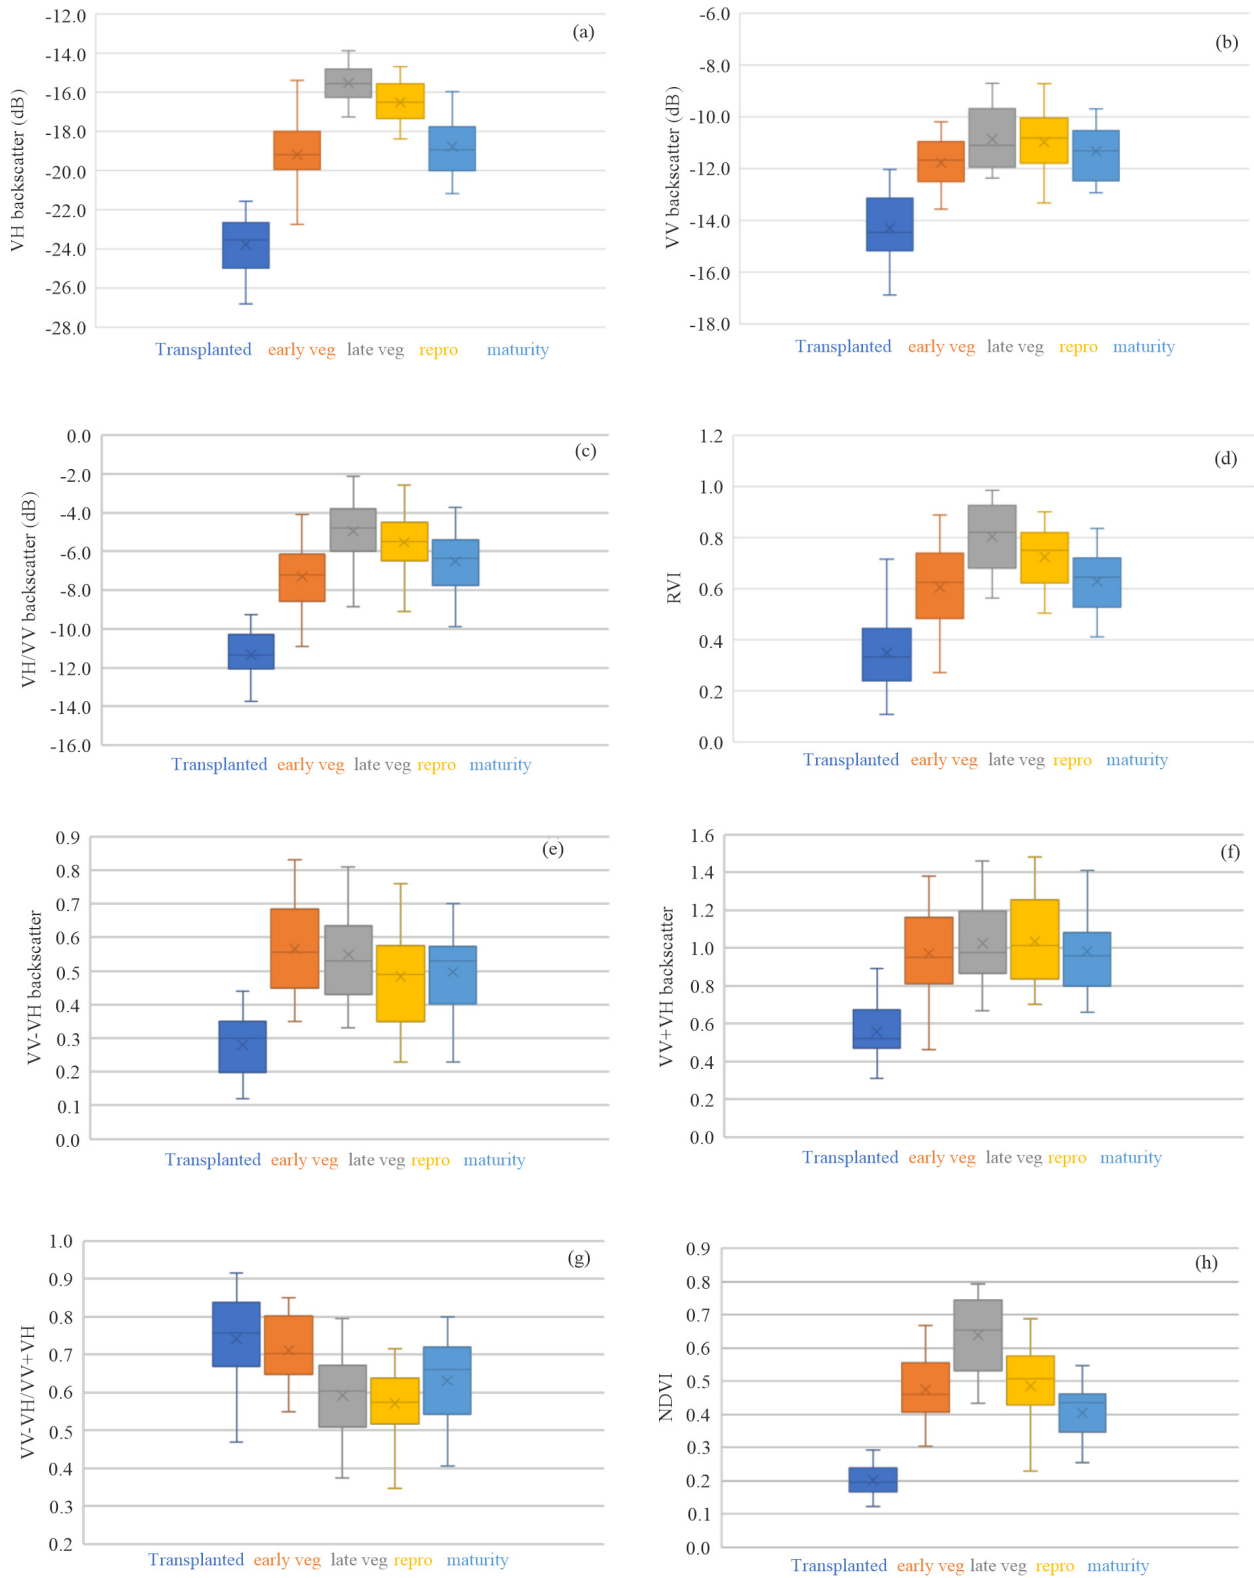 (a)
VH backscatter (dB)
-12.0
-14.0
-16.0
-18.0
-20.0
-22.0
-24.0
-26.0
-28.0
Transplanted early veg late veg repro maturity
(b)
VV backscatter (dB)
-6.0
-8.0
-10.0
-12.0
-14.0
-16.0
-18.0
Transplanted early veg late veg repro maturity
(c)
VH/VV backscatter (dB)
0.0
-2.0
-4.0
-6.0
-8.0
-10.0
-12.0
-14.0
-16.0
Transplanted early veg late veg repro maturity
(d)
RVI
1.2
1.0
0.8
0.6
0.4
0.2
0.0
Transplanted early veg late veg repro maturity
(e)
VV-VH backscatter
0.9
0.8
0.7
0.6
0.5
0.4
0.3
0.2
0.1
0.0
Transplanted early veg late veg repro maturity
(f)
VV+VH backscatter
1.6
1.4
1.2
1.0
0.8
0.6
0.4
0.2
0.0
Transplanted early veg late veg repro maturity
(g)
VV-VH/VV+VH
1.0
0.9
0.8
0.7
0.6
0.5
0.4
0.3
0.2
Transplanted early veg late veg repro maturity
(h)
NDVI
0.9
0.8
0.7
0.6
0.5
0.4
0.3
0.2
0.1
0.0
Transplanted early veg late veg repro maturity